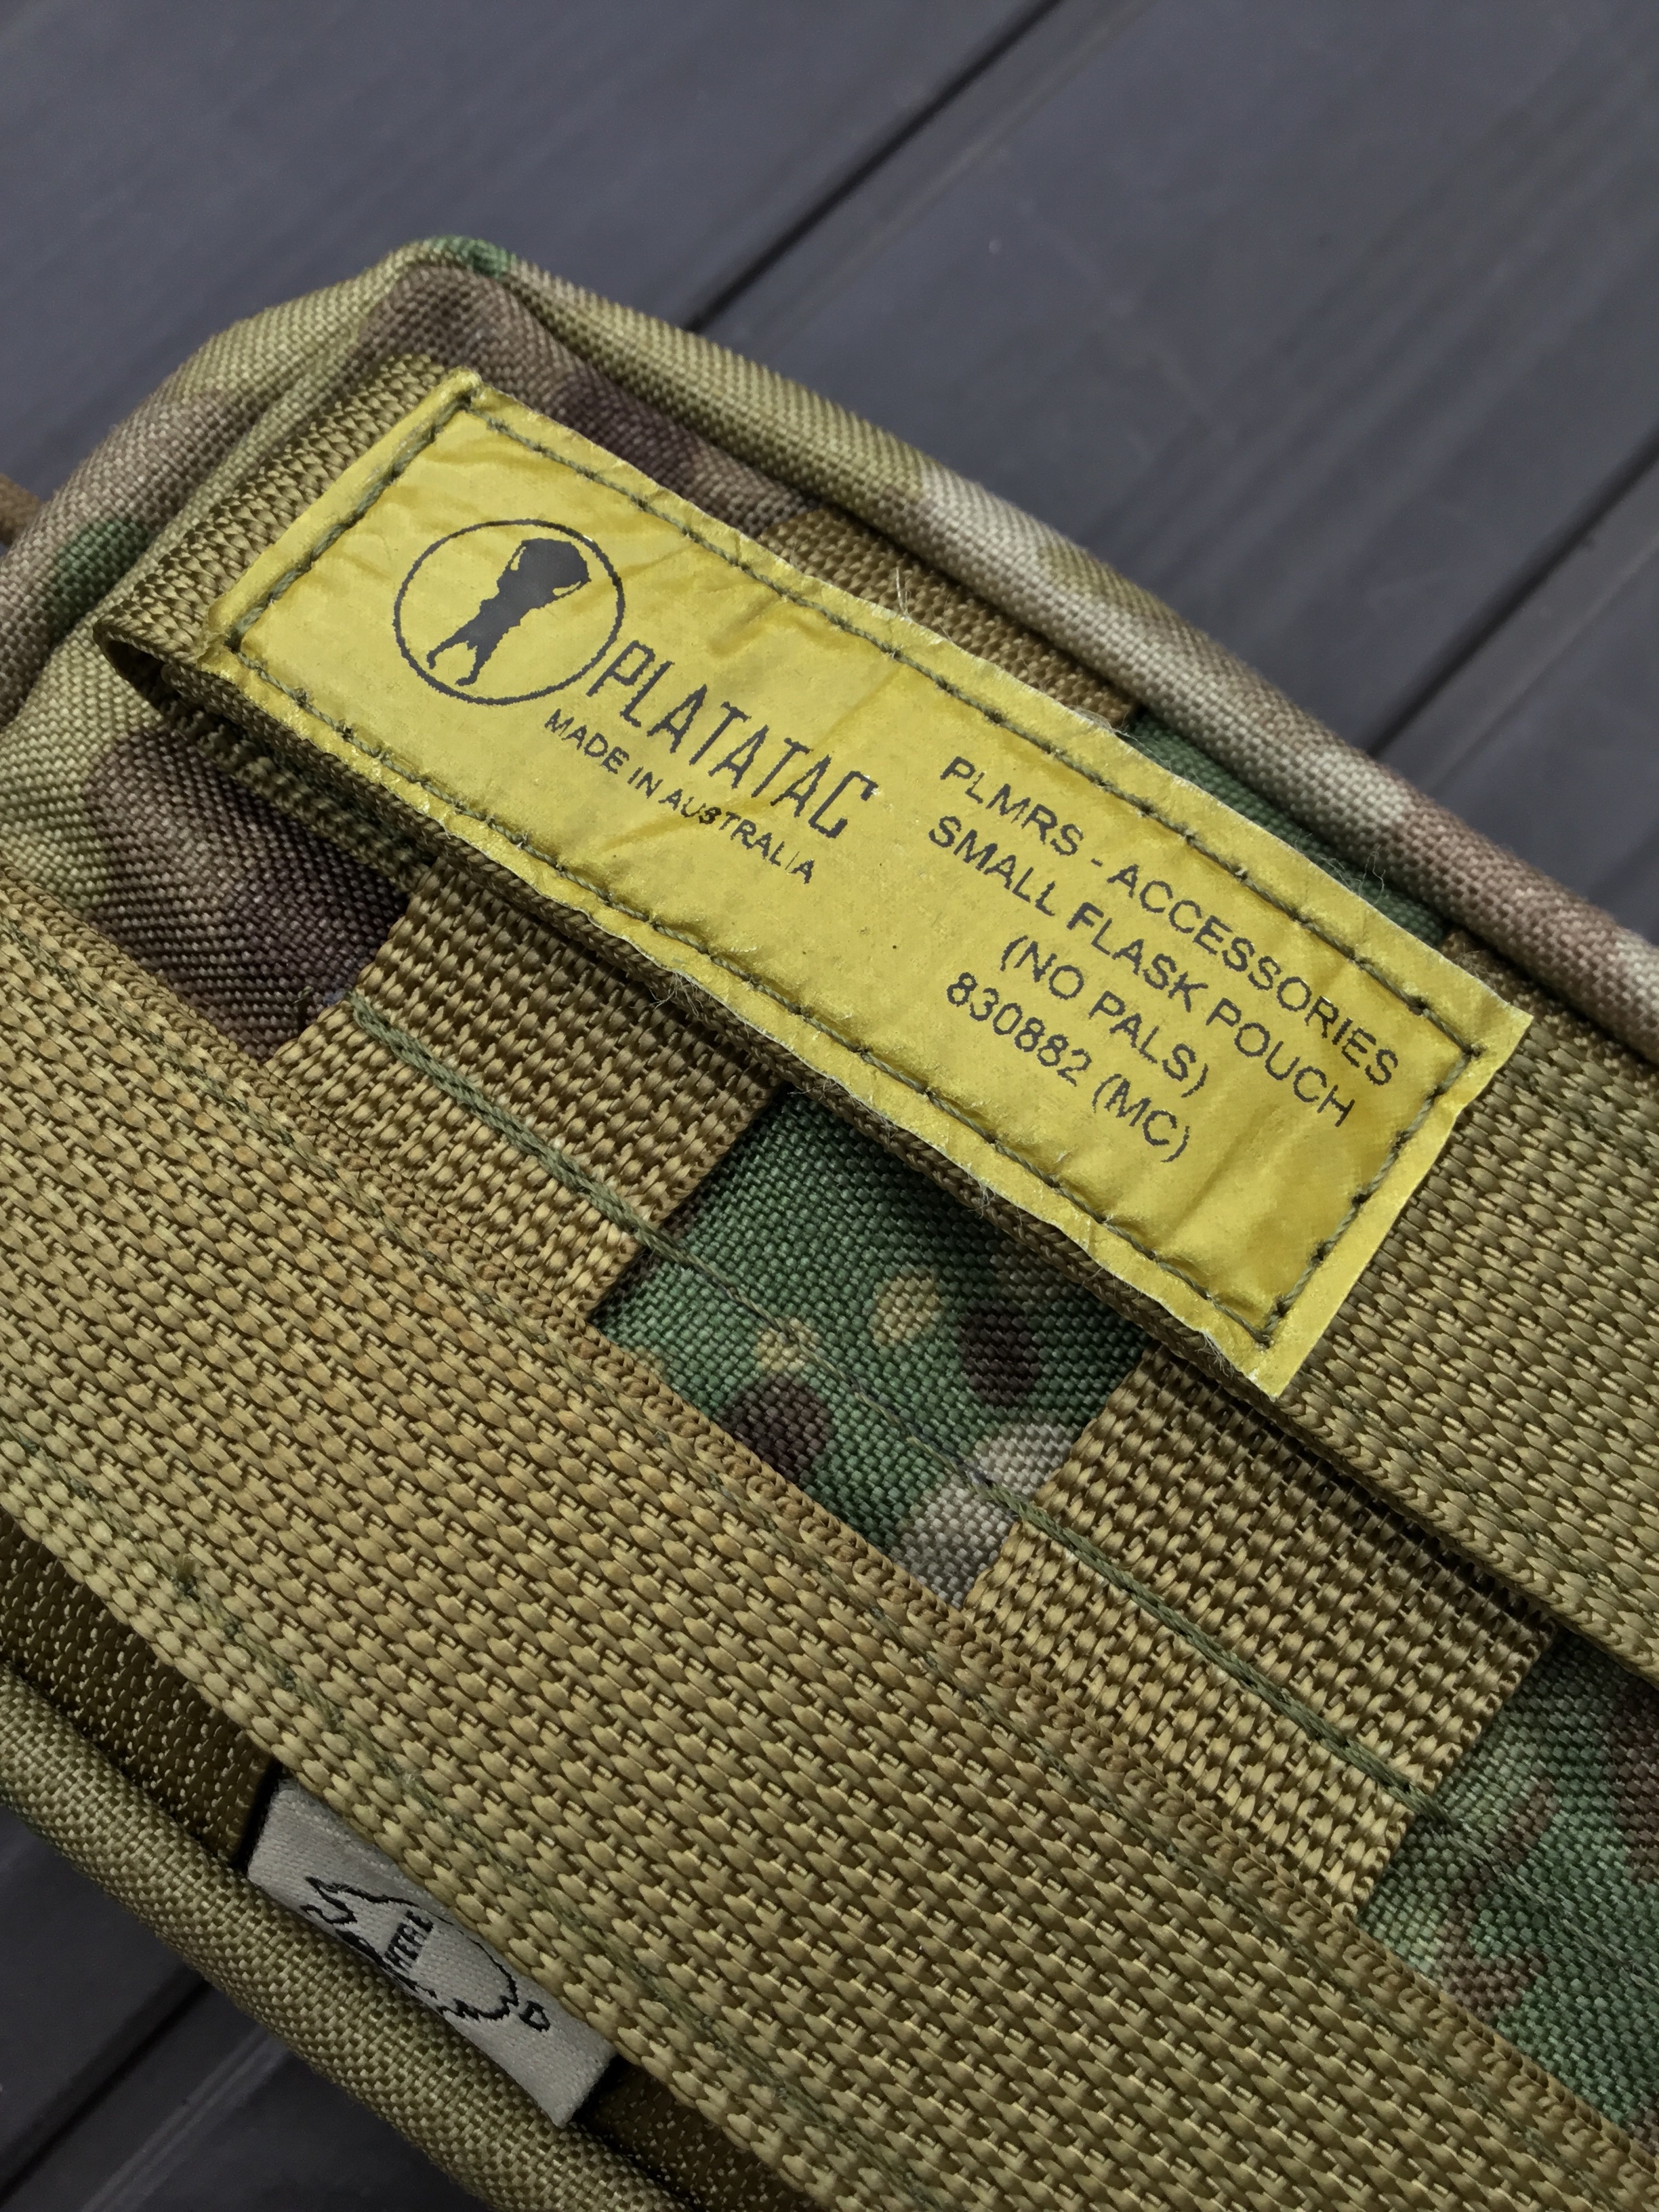 PLATATAC
MADE IN AUSTRALIA
PLMRS - ACCESSORIES
SMALL FLASK POUCH
(NO PALS)
830882 (MC)